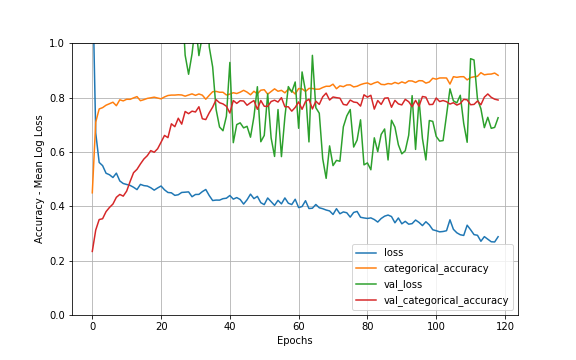 1.0
0.8
0.6
0.4
0.2
0.0
Accuracy - Mean Log Loss
0
20
40
60
80
100
120
Epochs
loss
categorical_accuracy
val_loss
val_categorical_accuracy